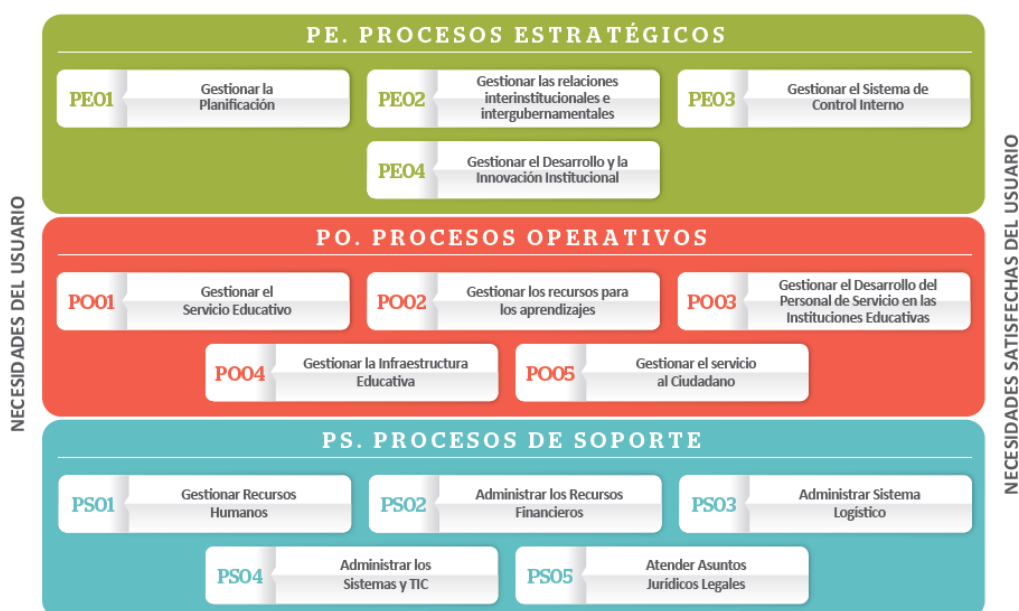 PE. PROCESOS ESTRATÉGICOS
PE01
Gestionar la
Planificación
PE02
Gestionar las relaciones
interinstitucionales e
intergubernamentales
PE03
Gestionar el Sistema de
Control Interno
PE04
Gestionar el Desarrollo y la
Innovación Institucional
NECESIDADES DEL USUARIO
PO. PROCESOS OPERATIVOS
PO01
Gestionar el
Servicio Educativo
PO02
Gestionar los recursos para
los aprendizajes
PO03
Gestionar el Desarrollo del
Personal de Servicio en las
Instituciones Educativas
PO04
Gestionar la Infraestructura
Educativa
PO05
Gestionar el servicio
al Ciudadano
NECESIDADES SATISFECHAS DEL USUARIO
PS. PROCESOS DE SOPORTE
PS01
Gestionar Recursos
Humanos
PS02
Administrar los Recursos
Financieros
PS03
Administrar Sistema
Logístico
PS04
Administrar los
Sistemas y TIC
PS05
Atender Asuntos
Jurídicos Legales